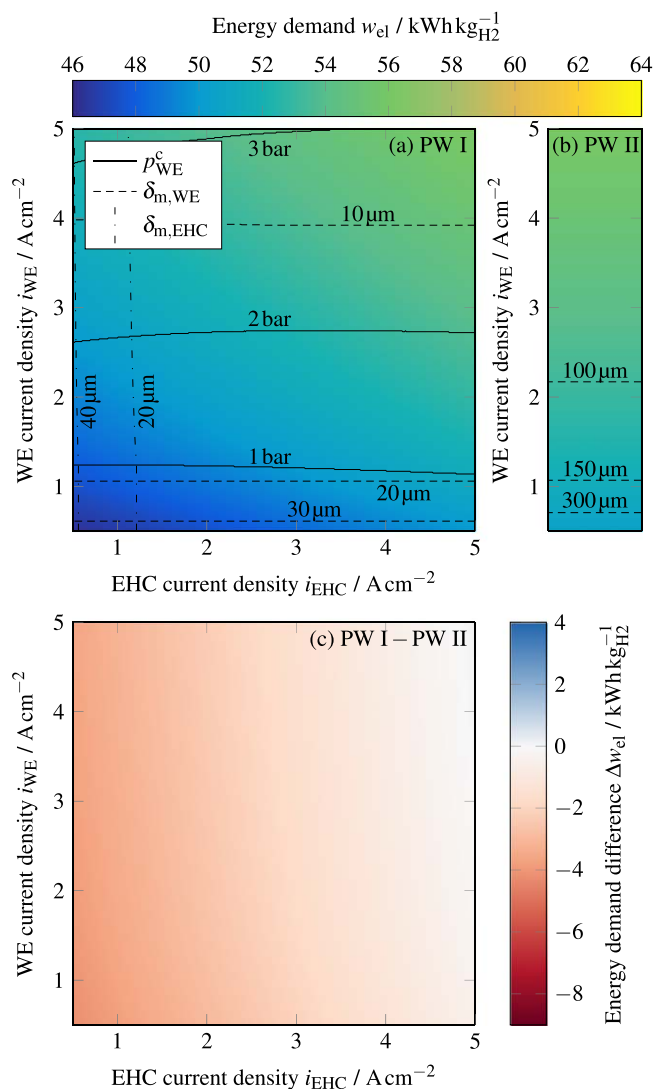 Energy demand w_el / kWh kg_H2^−1
46 48 50 52 54 56 58 60 62 64
(a) PW I
(b) PW II
p^c_WE
δ_m,WE
δ_m,EHC
3 bar
10 µm
2 bar
40 µm
20 µm
1 bar
20 µm
30 µm
100 µm
150 µm
300 µm
5
4
3
2
1
WE current density i_WE / A cm^−2
1 2 3 4 5
EHC current density i_EHC / A cm^−2
5
4
3
2
1
WE current density i_WE / A cm^−2
(c) PW I − PW II
5
4
3
2
1
WE current density i_WE / A cm^−2
1 2 3 4 5
EHC current density i_EHC / A cm^−2
4
2
0
−2
−4
−6
−8
Energy demand difference Δw_el / kWh kg_H2^−1